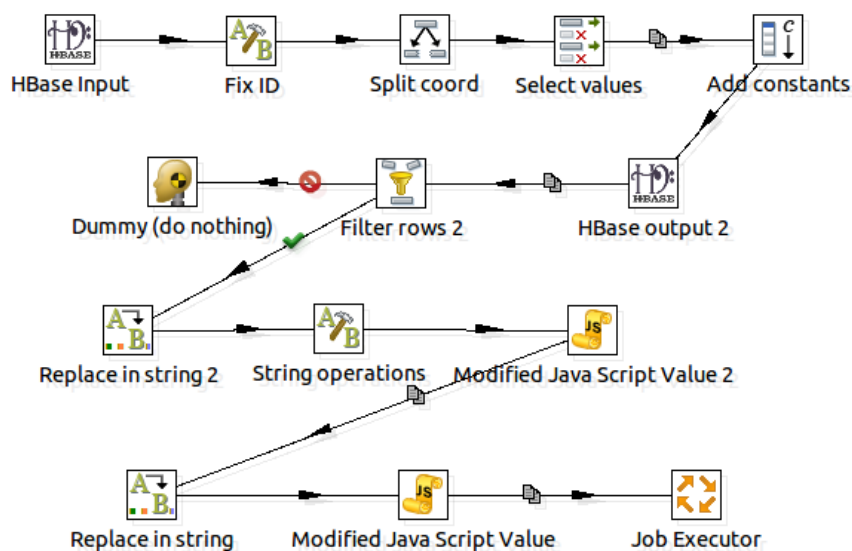 HBase Input
Fix ID
Split coord
Select values
Add constants
Dummy (do nothing)
Filter rows 2
HBase output 2
Replace in string 2
String operations
Modified Java Script Value 2
Replace in string
Modified Java Script Value
Job Executor